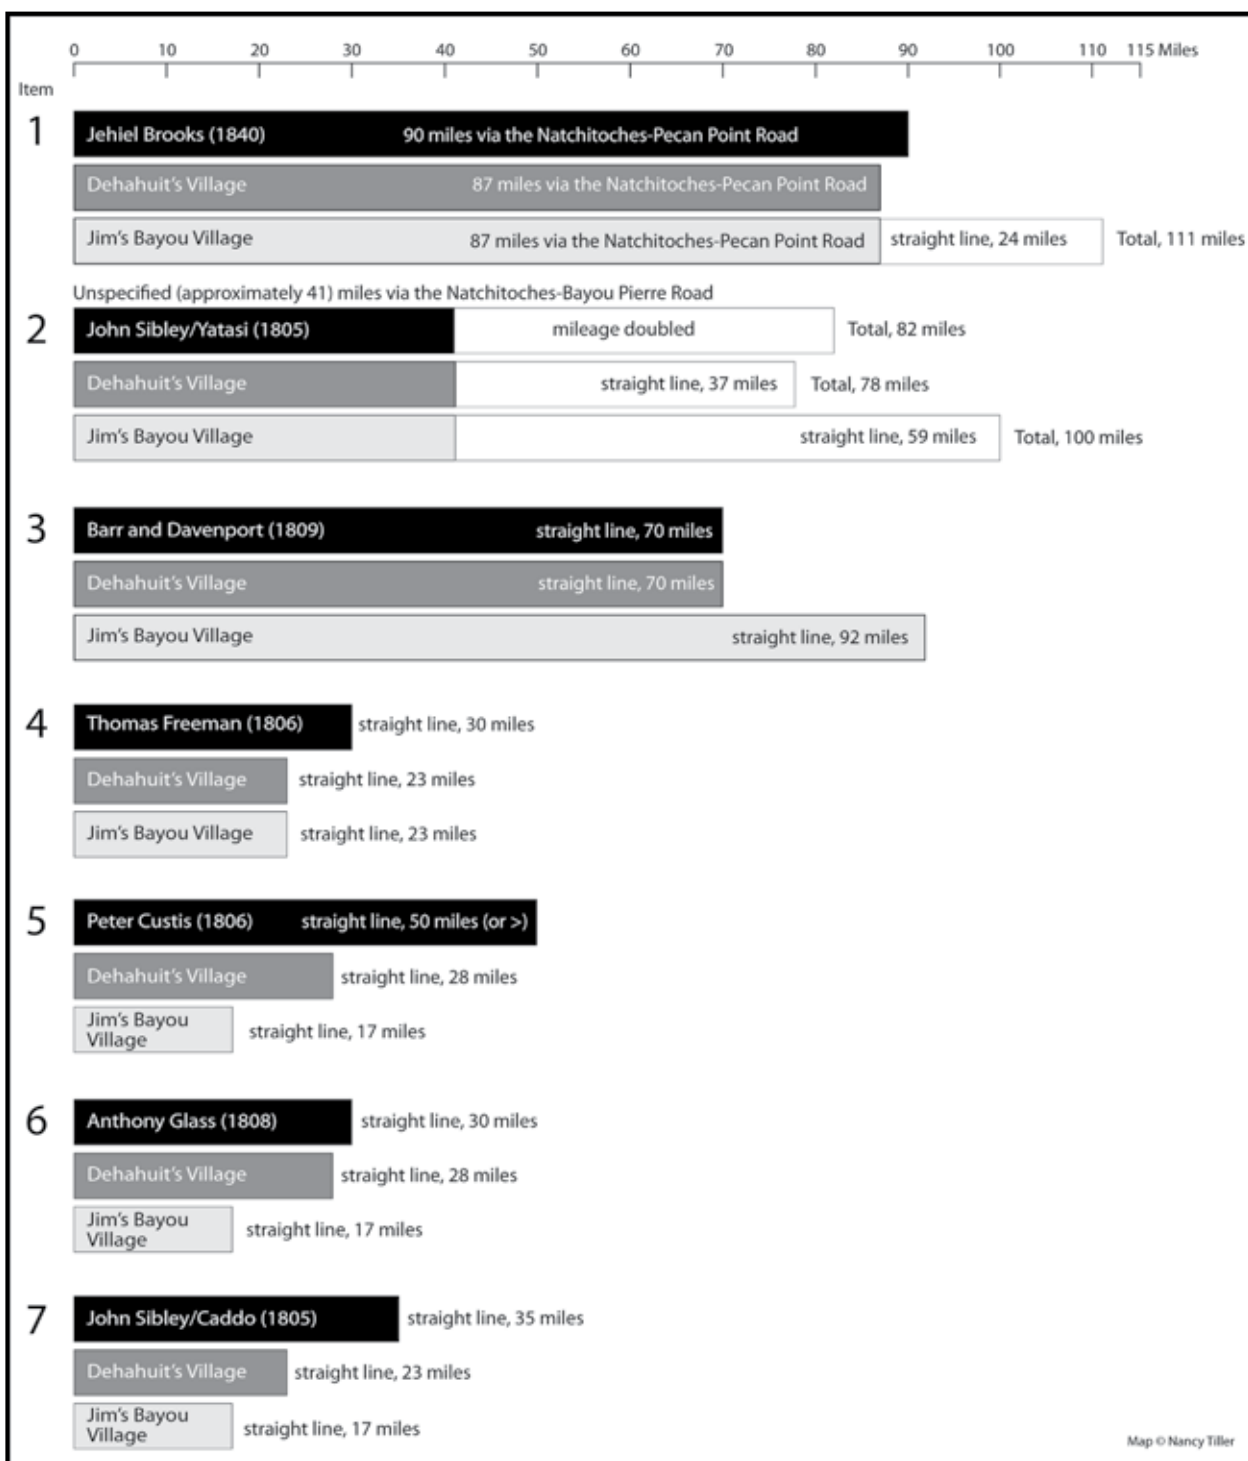 0 10 20 30 40 50 60 70 80 90 100 110 115 Miles
Item
1
Jehiel Brooks (1840) 90 miles via the Natchitoches-Pecan Point Road
Dehahuit's Village 87 miles via the Natchitoches-Pecan Point Road
Jim's Bayou Village 87 miles via the Natchitoches-Pecan Point Road straight line, 24 miles Total, 111 miles
Unspecified (approximately 41) miles via the Natchitoches-Bayou Pierre Road
2
John Sibley/Yatasi (1805) mileage doubled Total, 82 miles
Dehahuit's Village straight line, 37 miles Total, 78 miles
Jim's Bayou Village straight line, 59 miles Total, 100 miles
3
Barr and Davenport (1809) straight line, 70 miles
Dehahuit's Village straight line, 70 miles
Jim's Bayou Village straight line, 92 miles
4
Thomas Freeman (1806) straight line, 30 miles
Dehahuit's Village straight line, 23 miles
Jim's Bayou Village straight line, 23 miles
5
Peter Custis (1806) straight line, 50 miles (or >)
Dehahuit's Village straight line, 28 miles
Jim's Bayou
Village straight line, 17 miles
6
Anthony Glass (1808) straight line, 30 miles
Dehahuit's Village straight line, 28 miles
Jim's Bayou
Village straight line, 17 miles
7
John Sibley/Caddo (1805) straight line, 35 miles
Dehahuit's Village straight line, 23 miles
Jim's Bayou
Village straight line, 17 miles
Map © Nancy Tiller